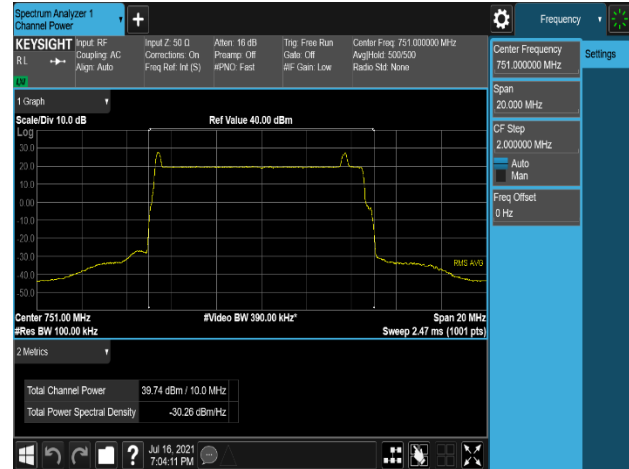 Spectrum Analyzer 1
Channel Power
Frequency
KEYSIGHT
R L
LM
Input: RF
Coupling: AC
Align: Auto
Input Z: 50 Ω
Corrections: On
Freq Ref: Int (S)
Atten: 16 dB
Preamp: Off
#PNO: Fast
Trig: Free Run
Gate: Off
#IF Gain: Low
Center Freq: 751.000000 MHz
Avg|Hold: 500/500
Radio Std: None
Center Frequency
751.000000 MHz
Settings
Span
20.000 MHz
CF Step
2.000000 MHz
Auto
Man
Freq Offset
0 Hz
1 Graph
Scale/Div 10.0 dB
Ref Value 40.00 dBm
Log
30.0
20.0
10.0
0.00
-10.0
-20.0
-30.0
-40.0
-50.0
RMS AVG
Center 751.00 MHz
#Video BW 390.00 kHz*
Span 20 MHz
#Res BW 100.00 kHz
Sweep 2.47 ms (1001 pts)
2 Metrics
Total Channel Power 39.74 dBm / 10.0 MHz
Total Power Spectral Density -30.26 dBm/Hz
?
Jul 16, 2021
7:04:11 PM